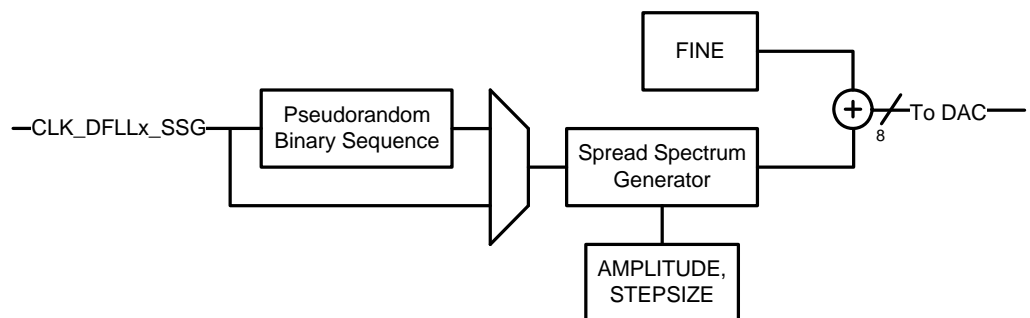 FINE
CLK_DFLLx_SSG
Pseudorandom
Binary Sequence
+
To DAC
8
Spread Spectrum
Generator
AMPLITUDE,
STEPSIZE